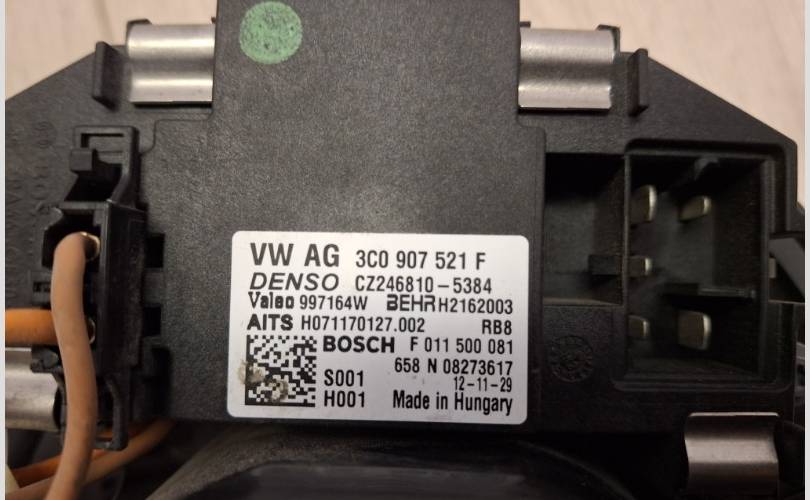 VW AG 3C0 907 521 F
DENSO CZ246810-5384
Valeo 997164W BEHR H2162003
AITS H071170127.002 RB8
BOSCH F 011 500 081
658 N 08273617
S001 12-11-29
H001 Made in Hungary